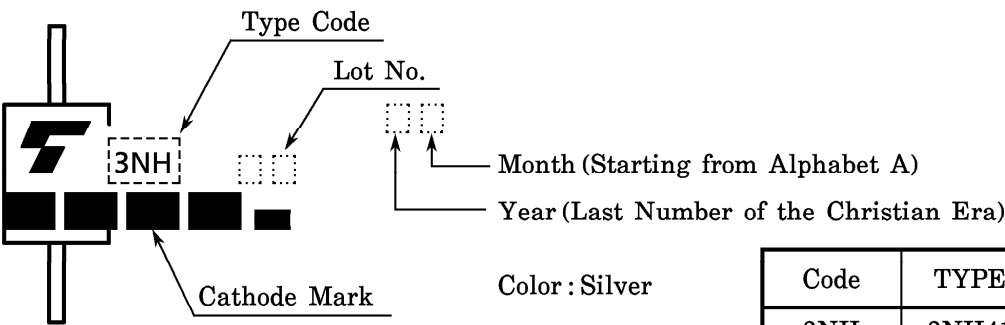 Type Code
Lot No.
3NH
Month (Starting from Alphabet A)
Year (Last Number of the Christian Era)
Color : Silver
Cathode Mark
Code TYPE